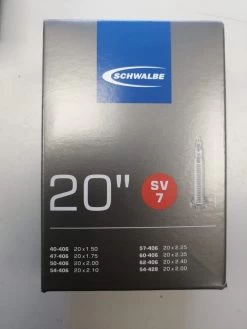 SCHWALBE
20"
SV
7
40-406 20 x 1.50
47-406 20 x 1.75
50-406 20 x 2.00
54-406 20 x 2.10
57-406 20 x 2.25
60-406 20 x 2.35
62-406 20 x 2.40
54-428 20 x 2.00